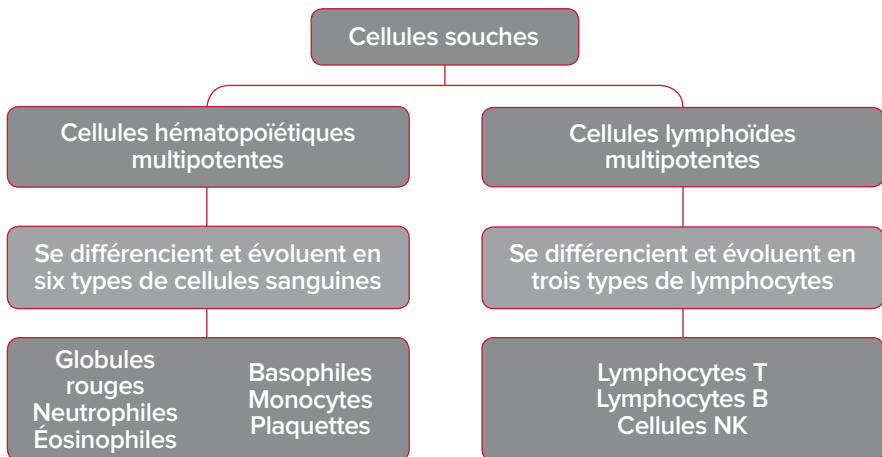 Cellules souches
Cellules hématopoïétiques
multipotentes
Se différencient et évoluent en
six types de cellules sanguines
Globules
rouges
Neutrophiles
Éosinophiles
Basophiles
Monocytes
Plaquettes
Cellules lymphoïdes
multipotentes
Se différencient et évoluent en
trois types de lymphocytes
Lymphocytes T
Lymphocytes B
Cellules NK